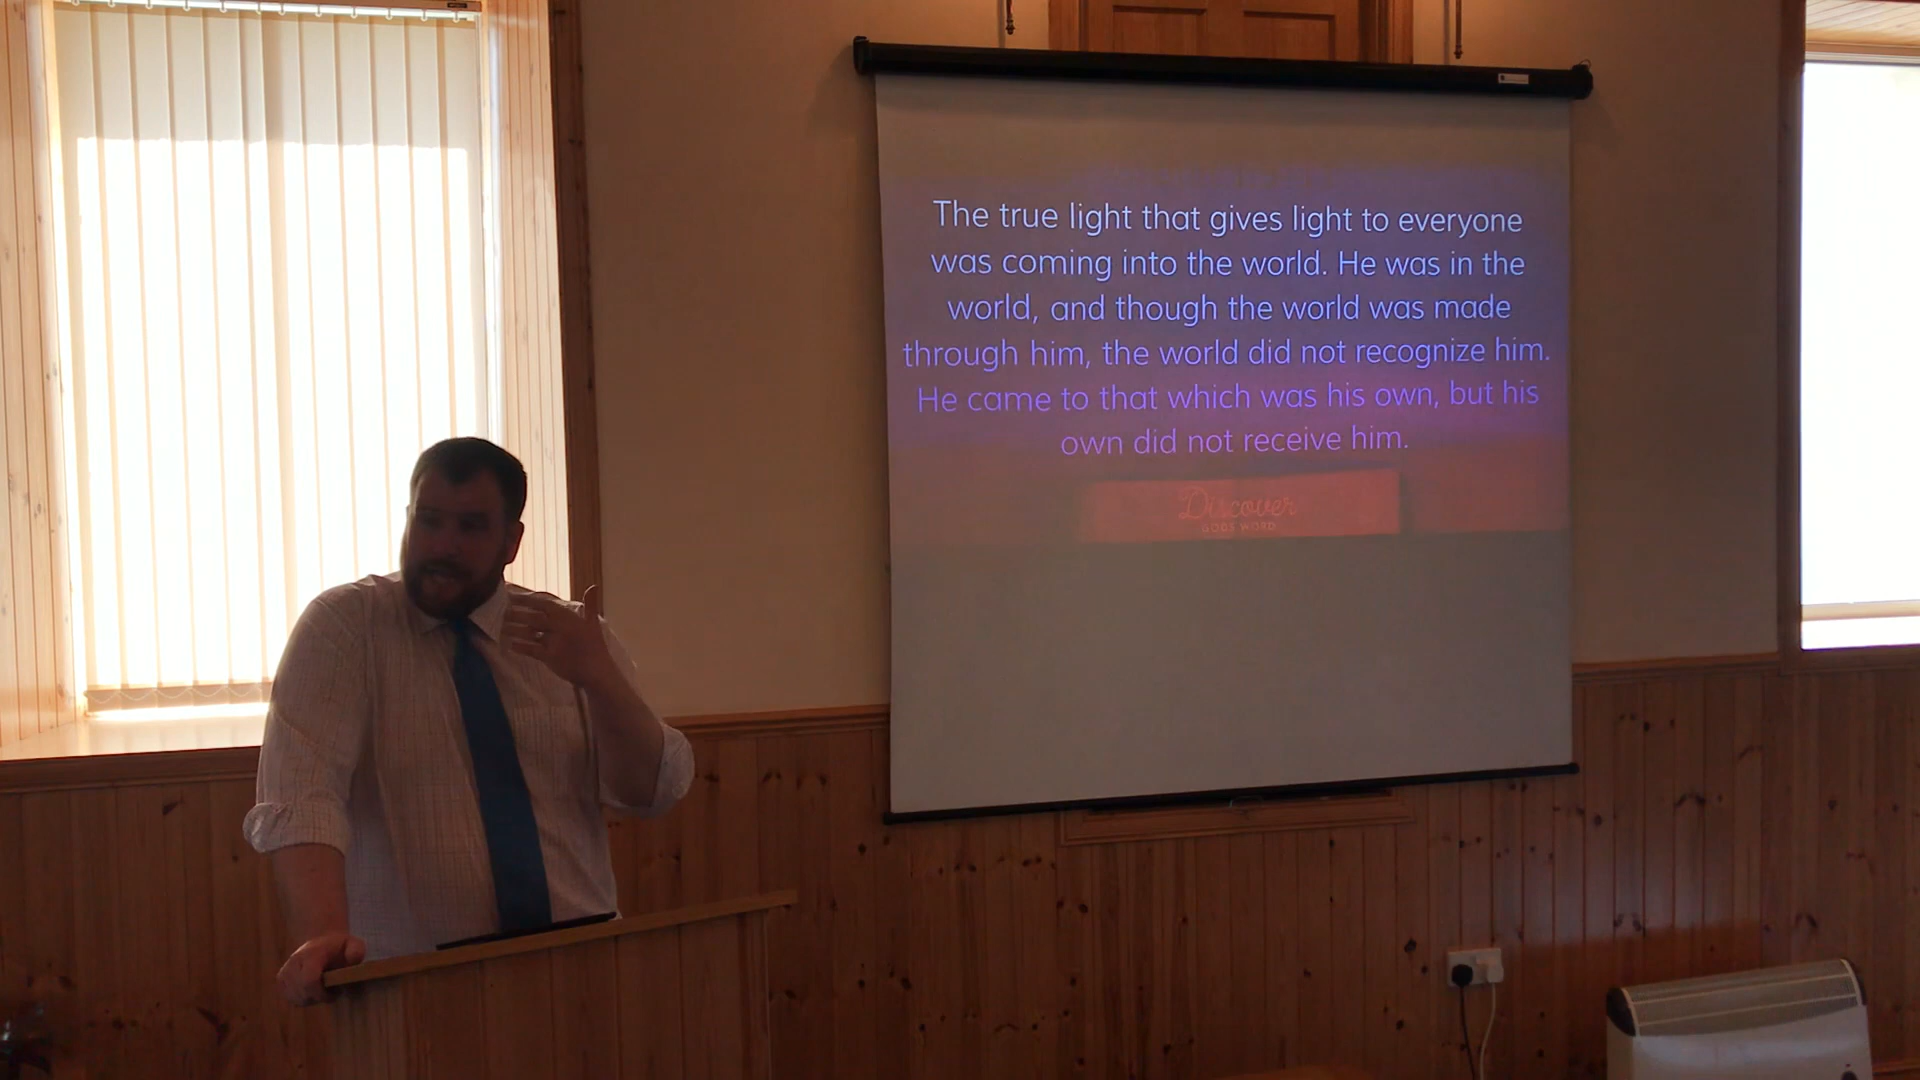 The true light that gives light to everyone
was coming into the world. He was in the
world, and though the world was made
through him, the world did not recognize him.
He came to that which was his own, but his
own did not receive him.
Discover
GODS WORD